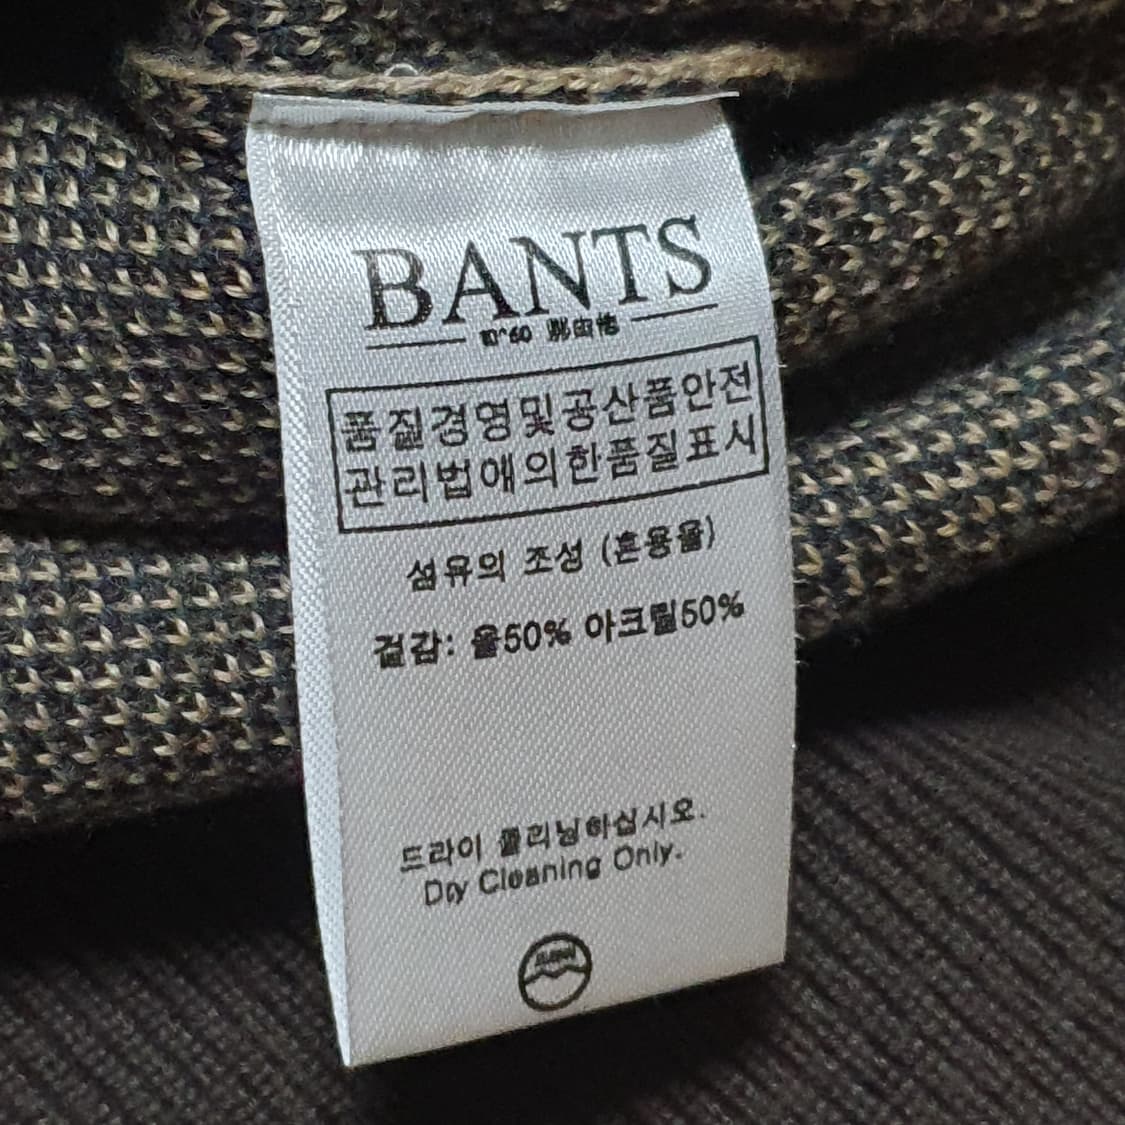 BANTS
품질경영및공산품안전
관리법애의한품질표시
섬유의 조성 (혼용율)
겉감: 울50% 아크릴50%
드라이 클리닝하십시오.
Dry Cleaning Only.